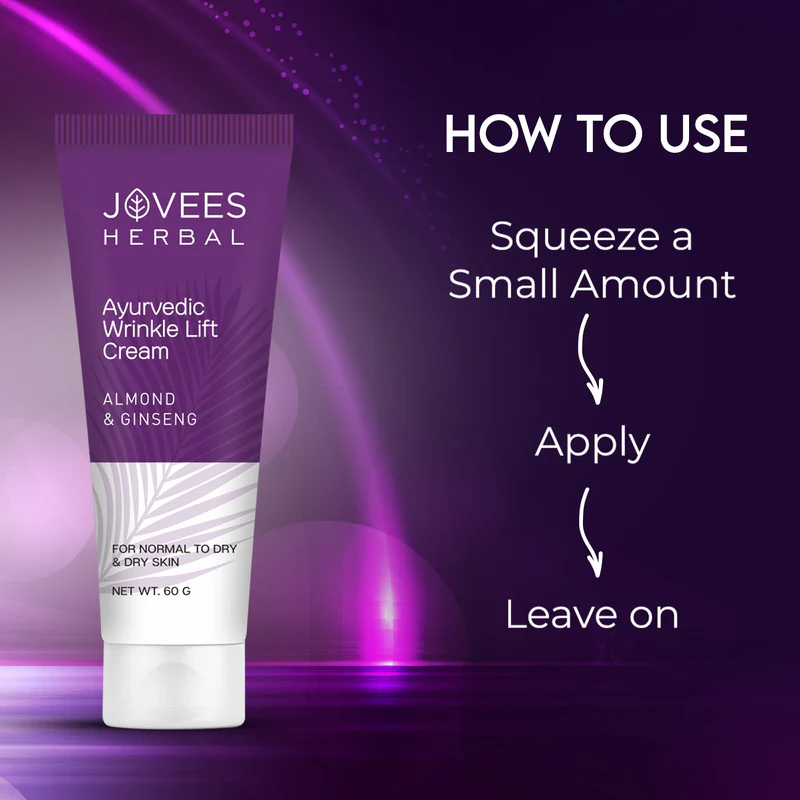 JOVEES
HERBAL
Ayurvedic
Wrinkle Lift
Cream
ALMOND
& GINSENG
FOR NORMAL TO DRY
& DRY SKIN
NET WT. 60 G
HOW TO USE
Squeeze a
Small Amount
Apply
Leave on